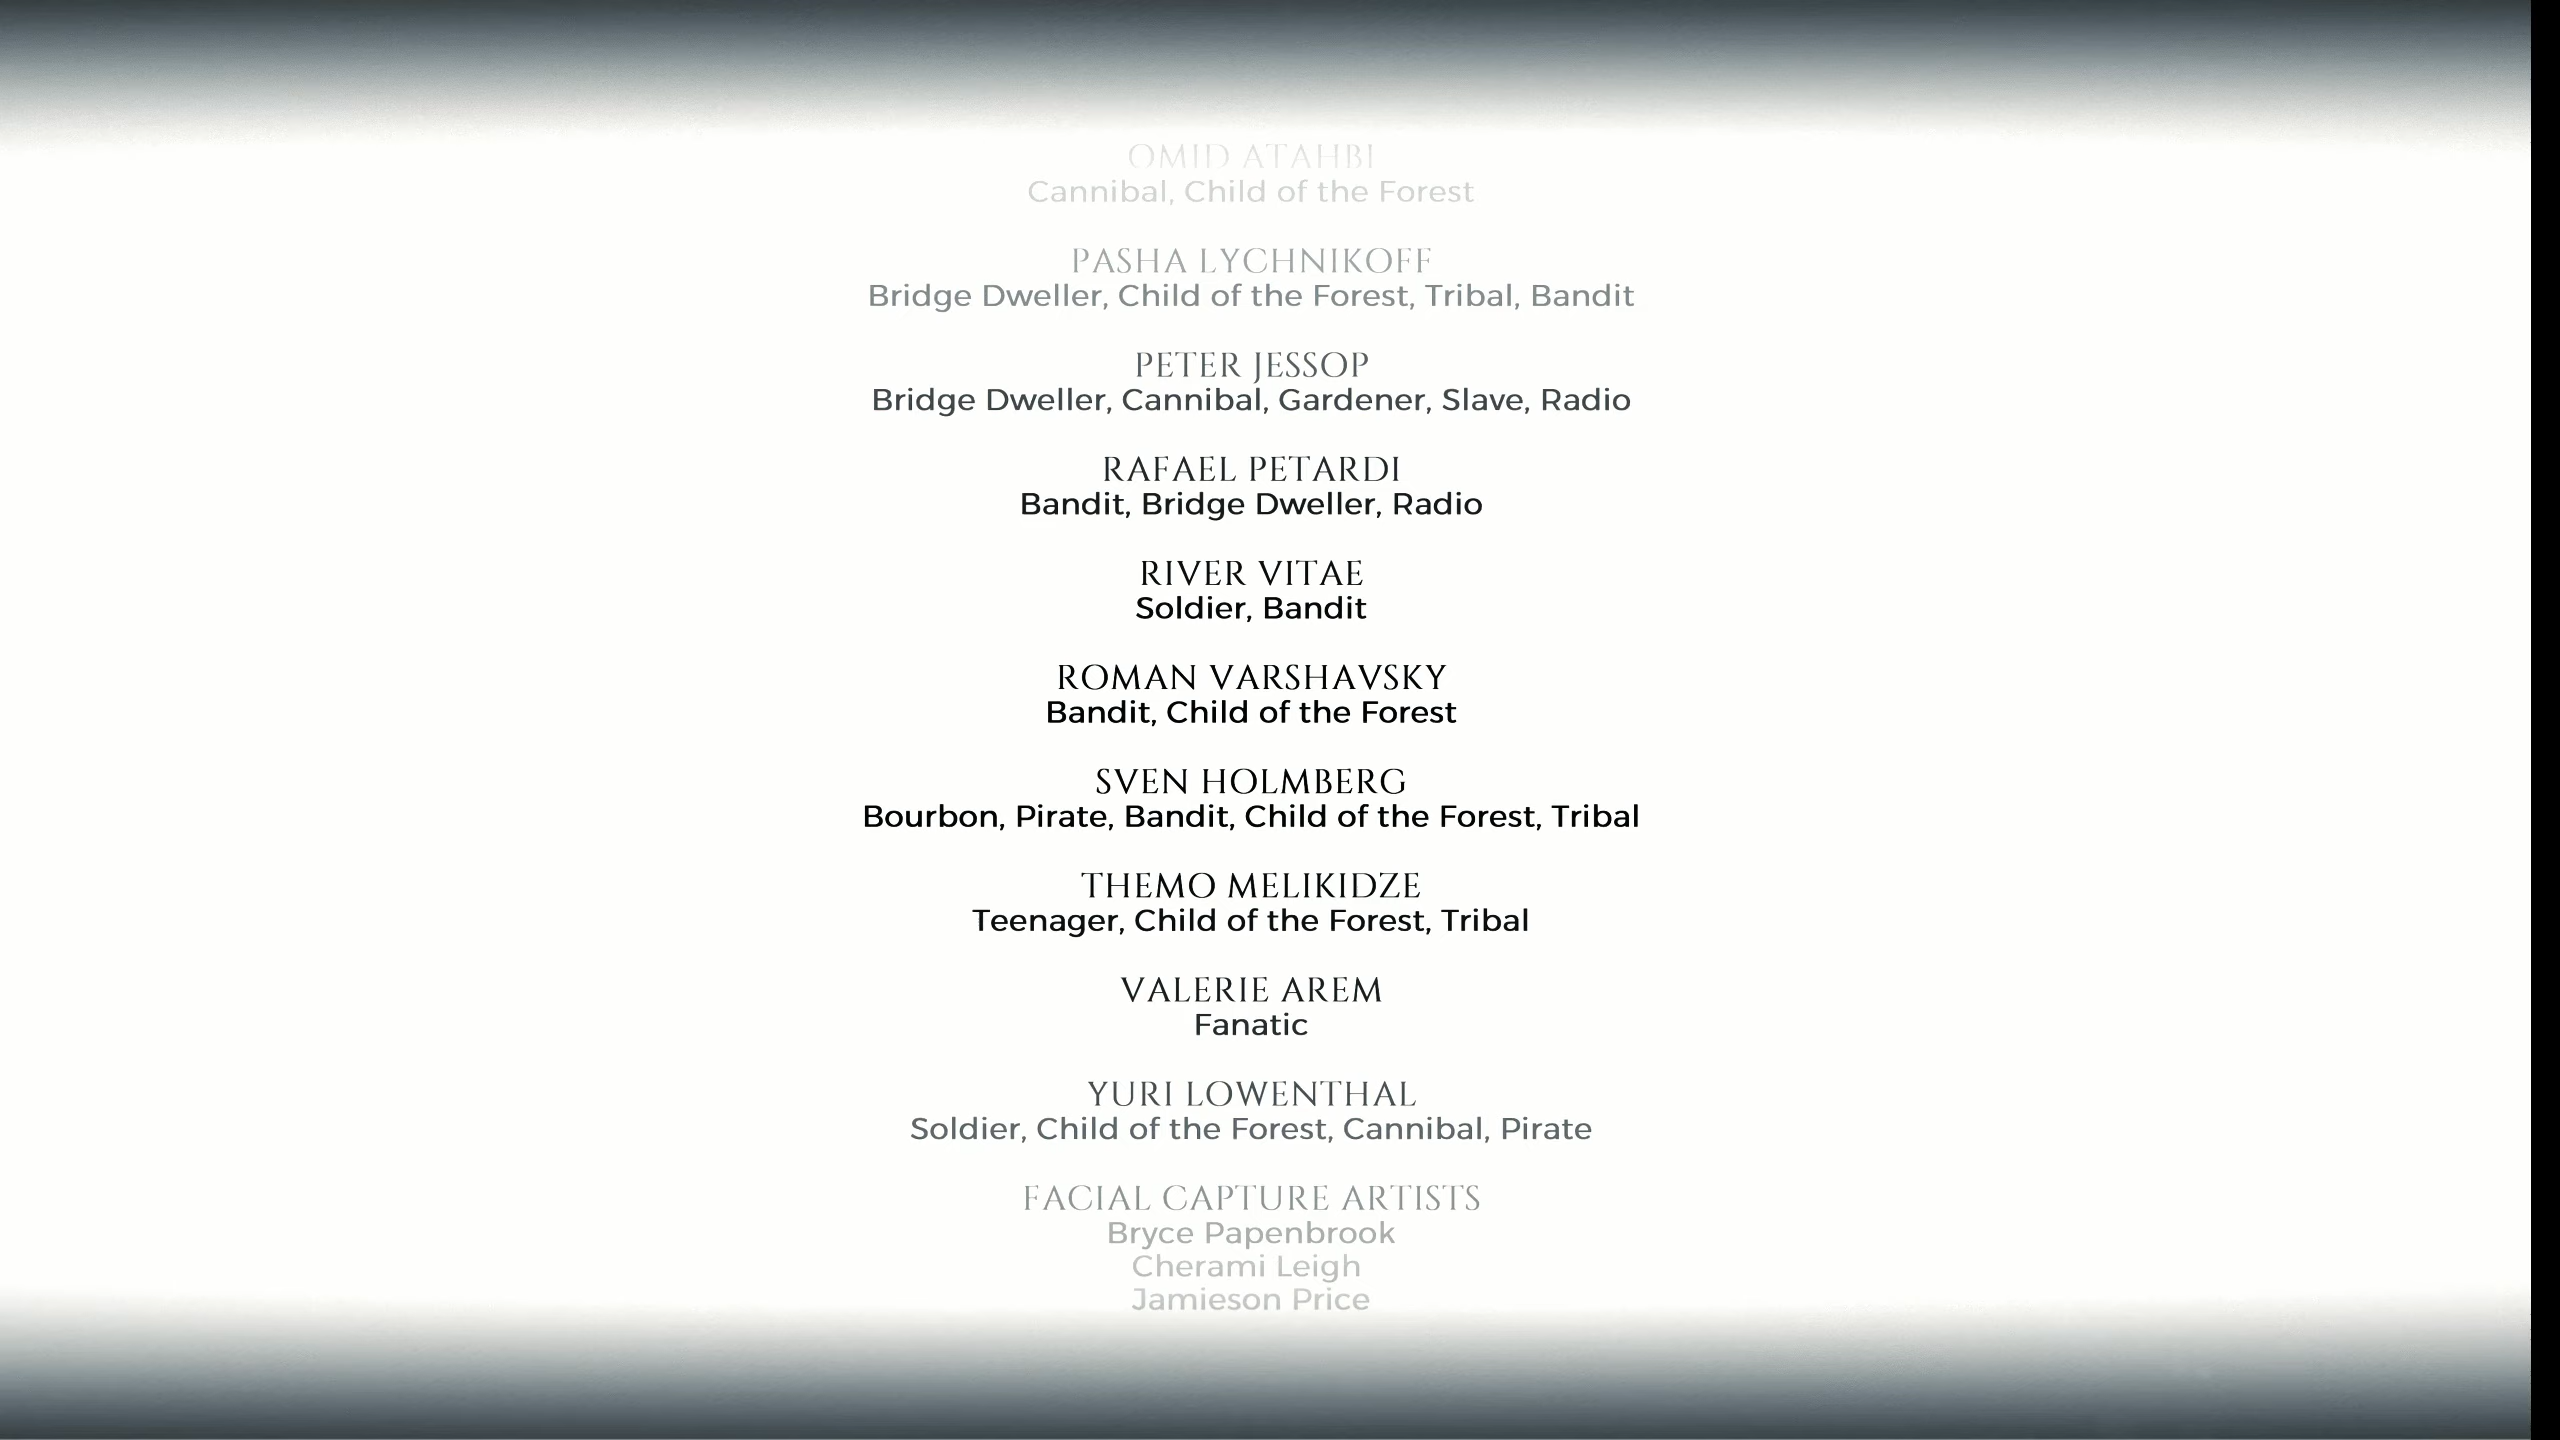 OMID ATAHBI
Cannibal, Child of the Forest
PASHA LYCHNIKOFF
Bridge Dweller, Child of the Forest, Tribal, Bandit
PETER JESSOP
Bridge Dweller, Cannibal, Gardener, Slave, Radio
RAFAEL PETARDI
Bandit, Bridge Dweller, Radio
RIVER VITAE
Soldier, Bandit
ROMAN VARSHAVSKY
Bandit, Child of the Forest
SVEN HOLMBERG
Bourbon, Pirate, Bandit, Child of the Forest, Tribal
THEMO MELIKIDZE
Teenager, Child of the Forest, Tribal
VALERIE AREM
Fanatic
YURI LOWENTHAL
Soldier, Child of the Forest, Cannibal, Pirate
FACIAL CAPTURE ARTISTS
Bryce Papenbrook
Cherami Leigh
Jamieson Price